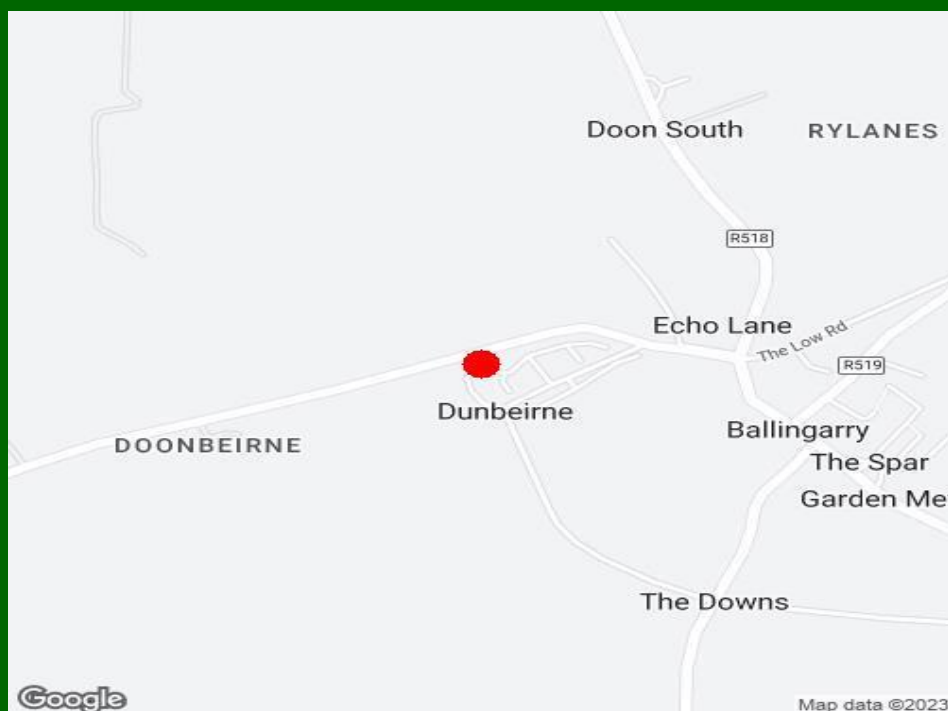 Doon South
RYLANES
R518
Echo Lane
The Low Rd
R519
Dunbeirne
Ballingarry
DOONBEIRNE
The Spar
Garden Me
The Downs
Google
Map data ©2023